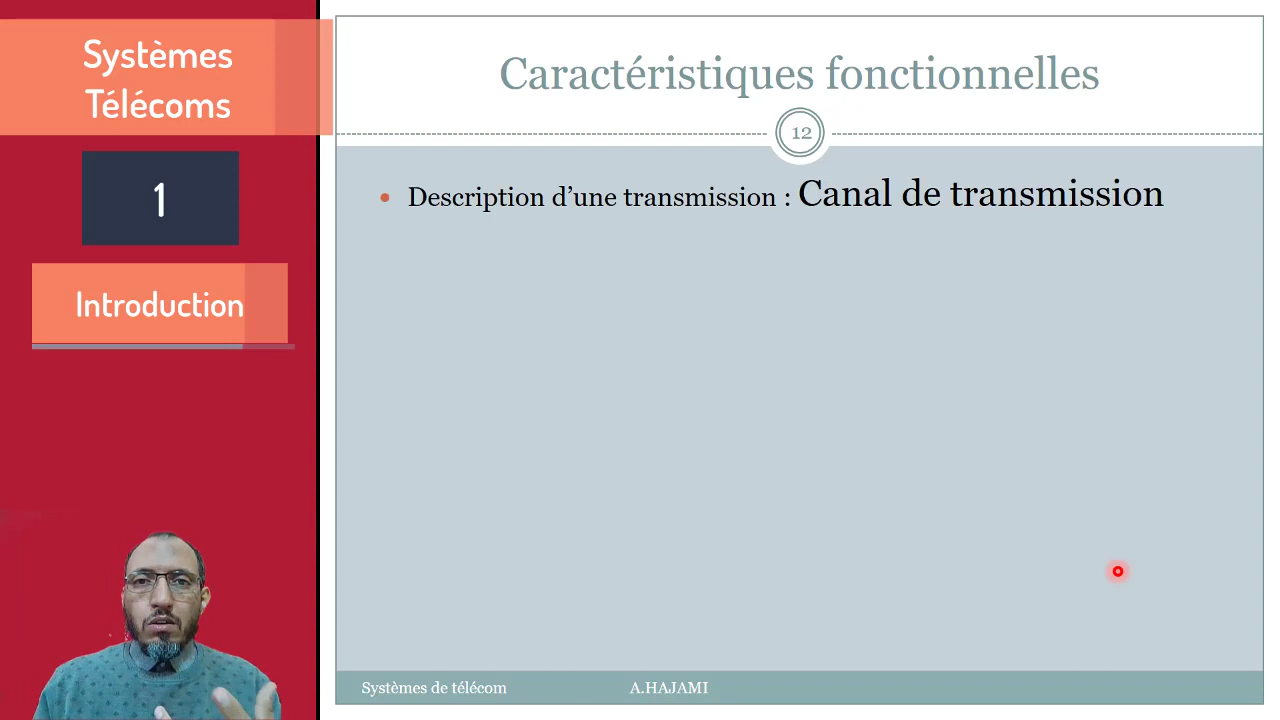 Systèmes
Télécoms
1
Introduction
Caractéristiques fonctionnelles
12
Description d’une transmission : Canal de transmission
Systèmes de télécom A.HAJAMI